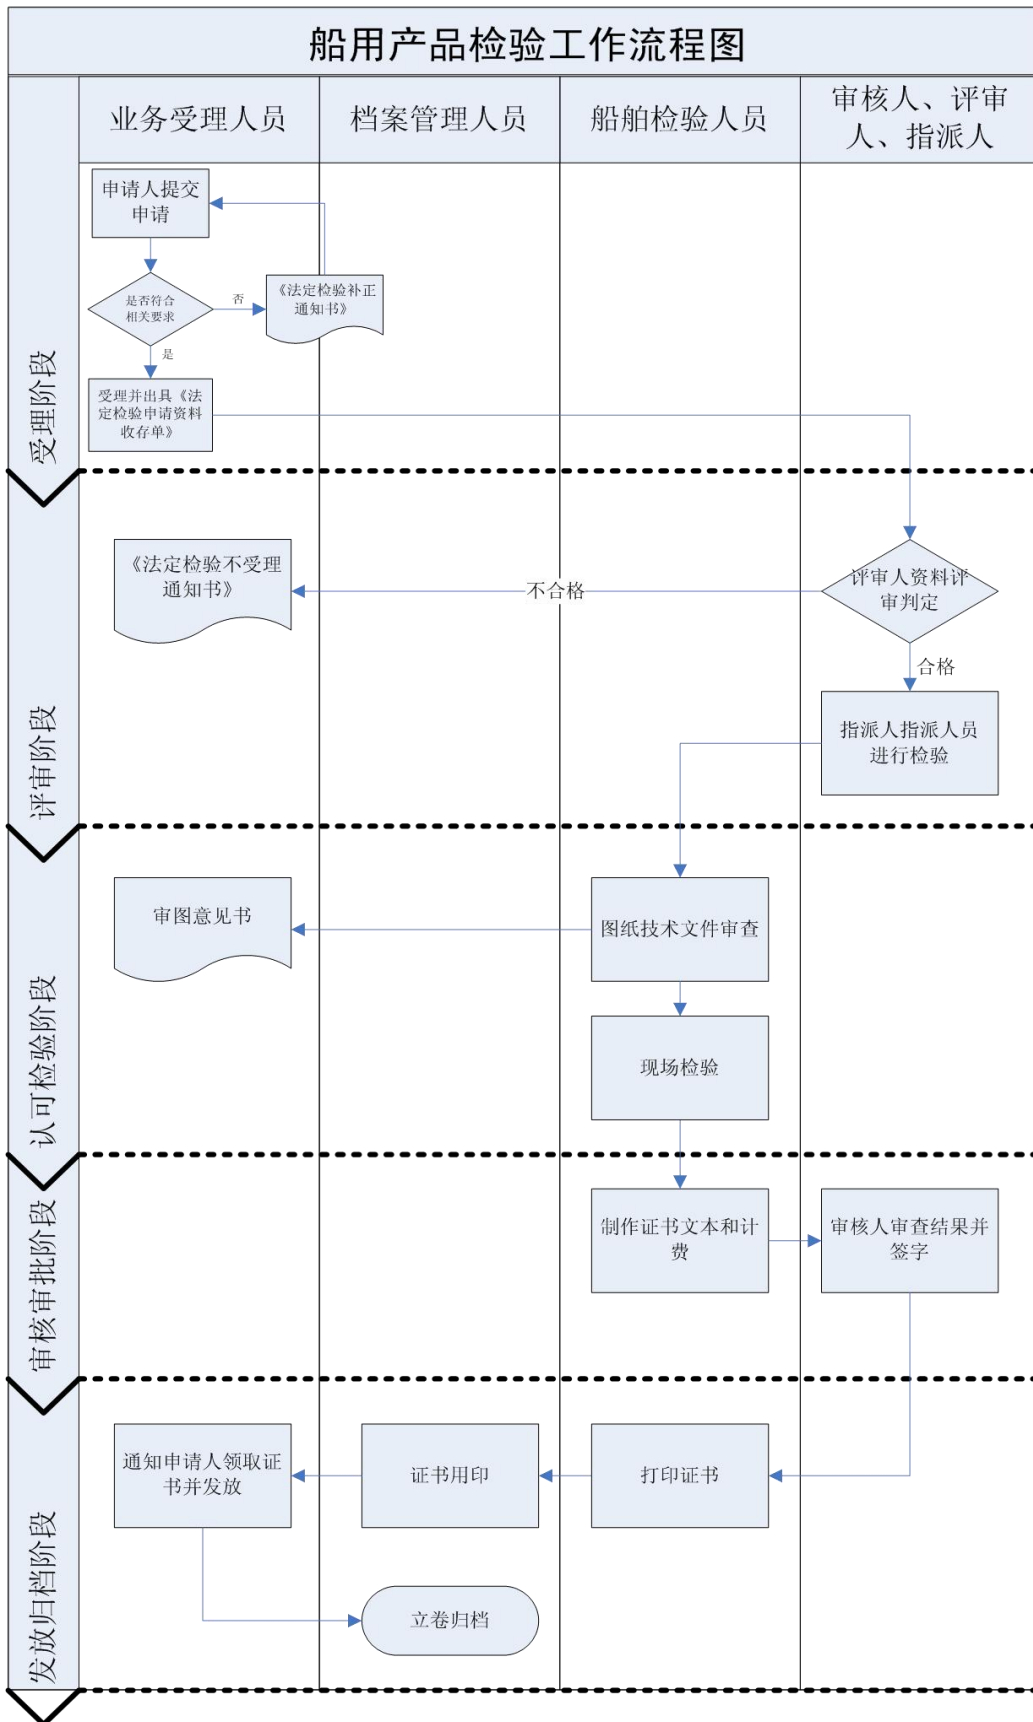 船用产品检验工作流程图
业务受理人员
档案管理人员
船舶检验人员
审核人、评审
人、指派人
受理阶段
申请人提交
申请
是否符合
相关要求
否
《法定检验补正
通知书》
是
受理并出具《法
定检验申请资料
收存单》
评审阶段
《法定检验不受理
通知书》
不合格
评审人资料评
审判定
合格
指派人指派人员
进行检验
认可检验阶段
审图意见书
图纸技术文件审查
现场检验
审核审批阶段
制作证书文本和计
费
审核人审查结果并
签字
发放归档阶段
通知申请人领取证
书并发放
证书用印
打印证书
立卷归档